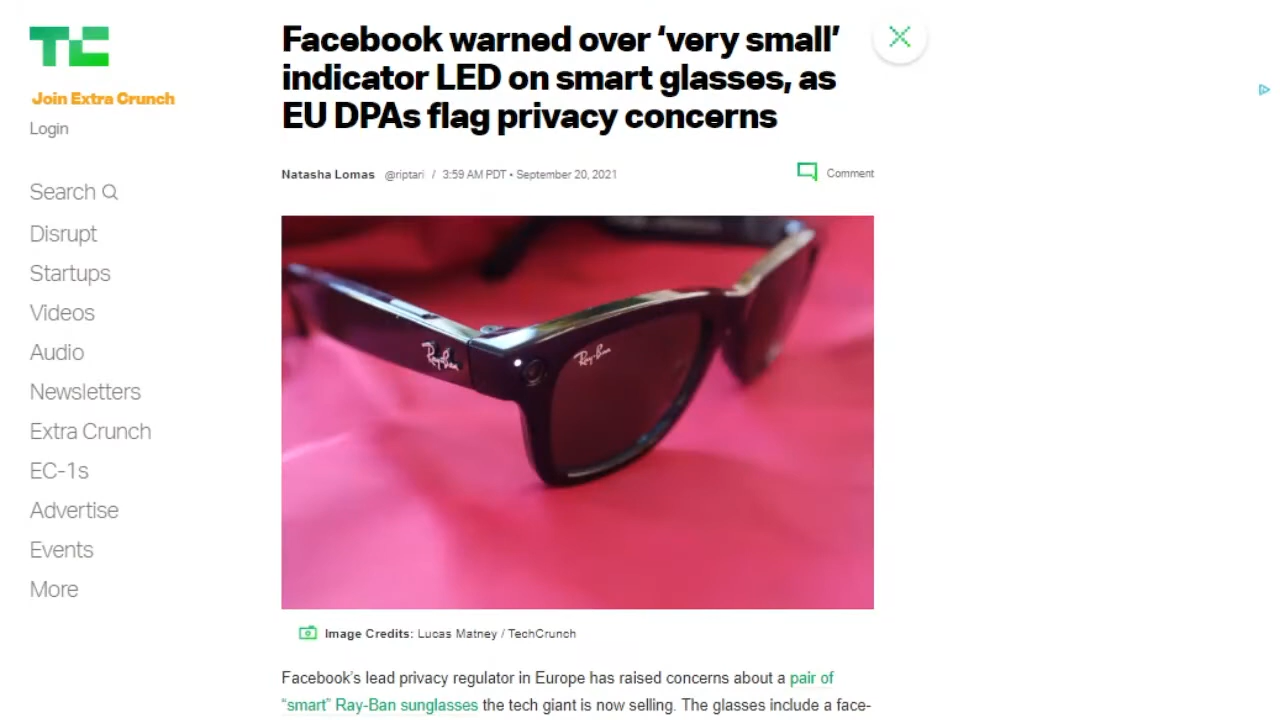 TC
Join Extra Crunch
Login
Search
Disrupt
Startups
Videos
Audio
Newsletters
Extra Crunch
EC-1s
Advertise
Events
More
Facebook warned over ‘very small’
indicator LED on smart glasses, as
EU DPAs flag privacy concerns
Natasha Lomas @riptari / 3:59 AM PDT • September 20, 2021
Comment
Ray-Ban
Ray-Ban
Image Credits: Lucas Matney / TechCrunch
Facebook’s lead privacy regulator in Europe has raised concerns about a pair of
“smart” Ray-Ban sunglasses the tech giant is now selling. The glasses include a face-